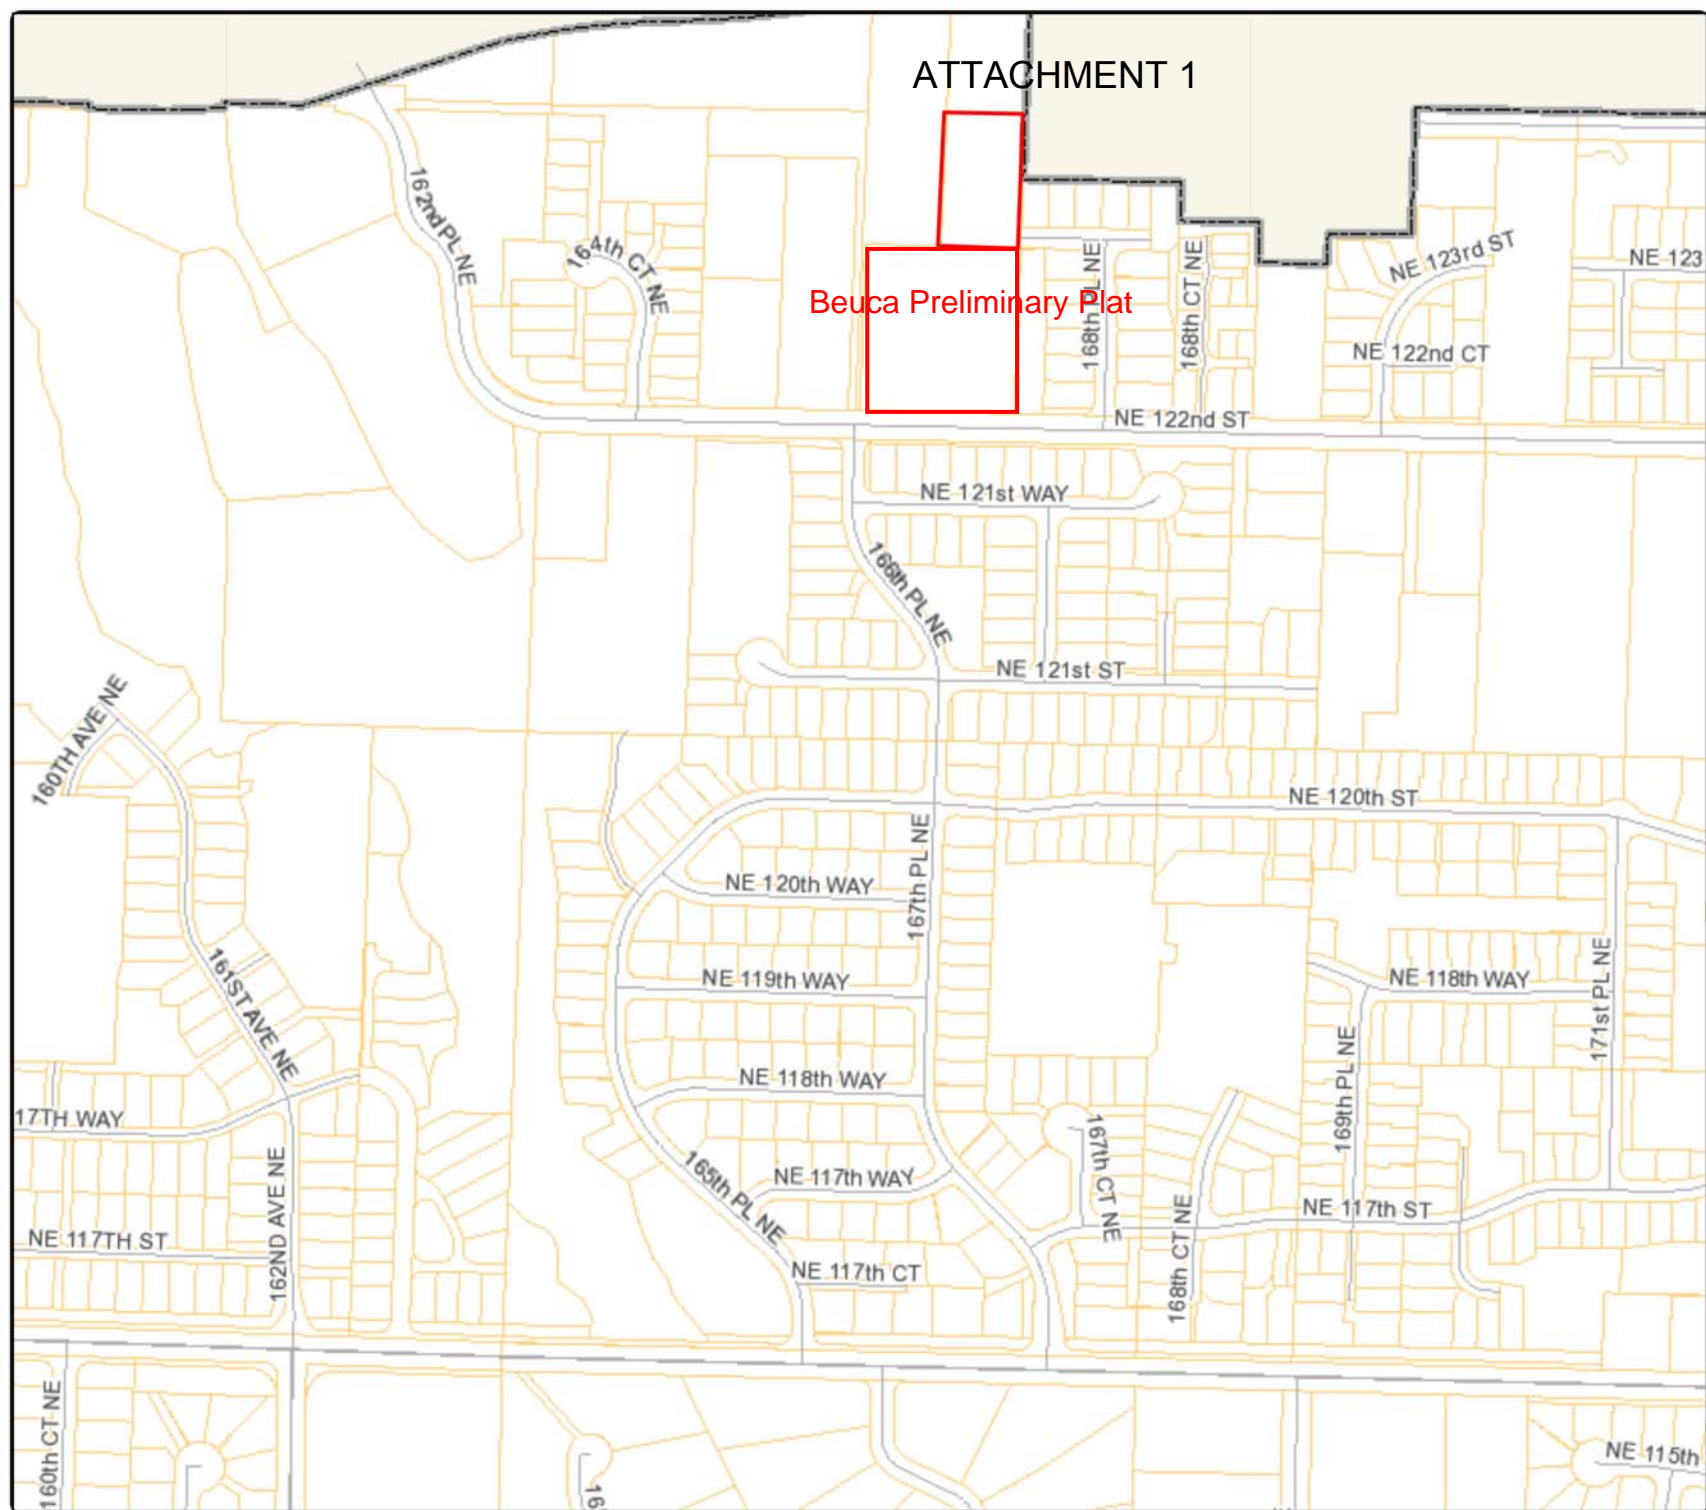 ATTACHMENT 1
162nd PL NE
164th CT NE
168th PL NE
168th CT NE
NE 123rd ST
NE 123
Beuca Preliminary Plat
NE 122nd CT
NE 122nd ST
NE 121st WAY
166th PL NE
NE 121st ST
160TH AVE NE
NE 120th ST
167th PL NE
NE 120th WAY
161ST AVE NE
NE 119th WAY
NE 118th WAY
171st PL NE
NE 118th WAY
169th PL NE
17TH WAY
167th CT NE
162ND AVE NE
165th PL NE
NE 117th WAY
NE 117th ST
168th CT NE
NE 117TH ST
NE 117th CT
160th CT NE
NE 115th
16